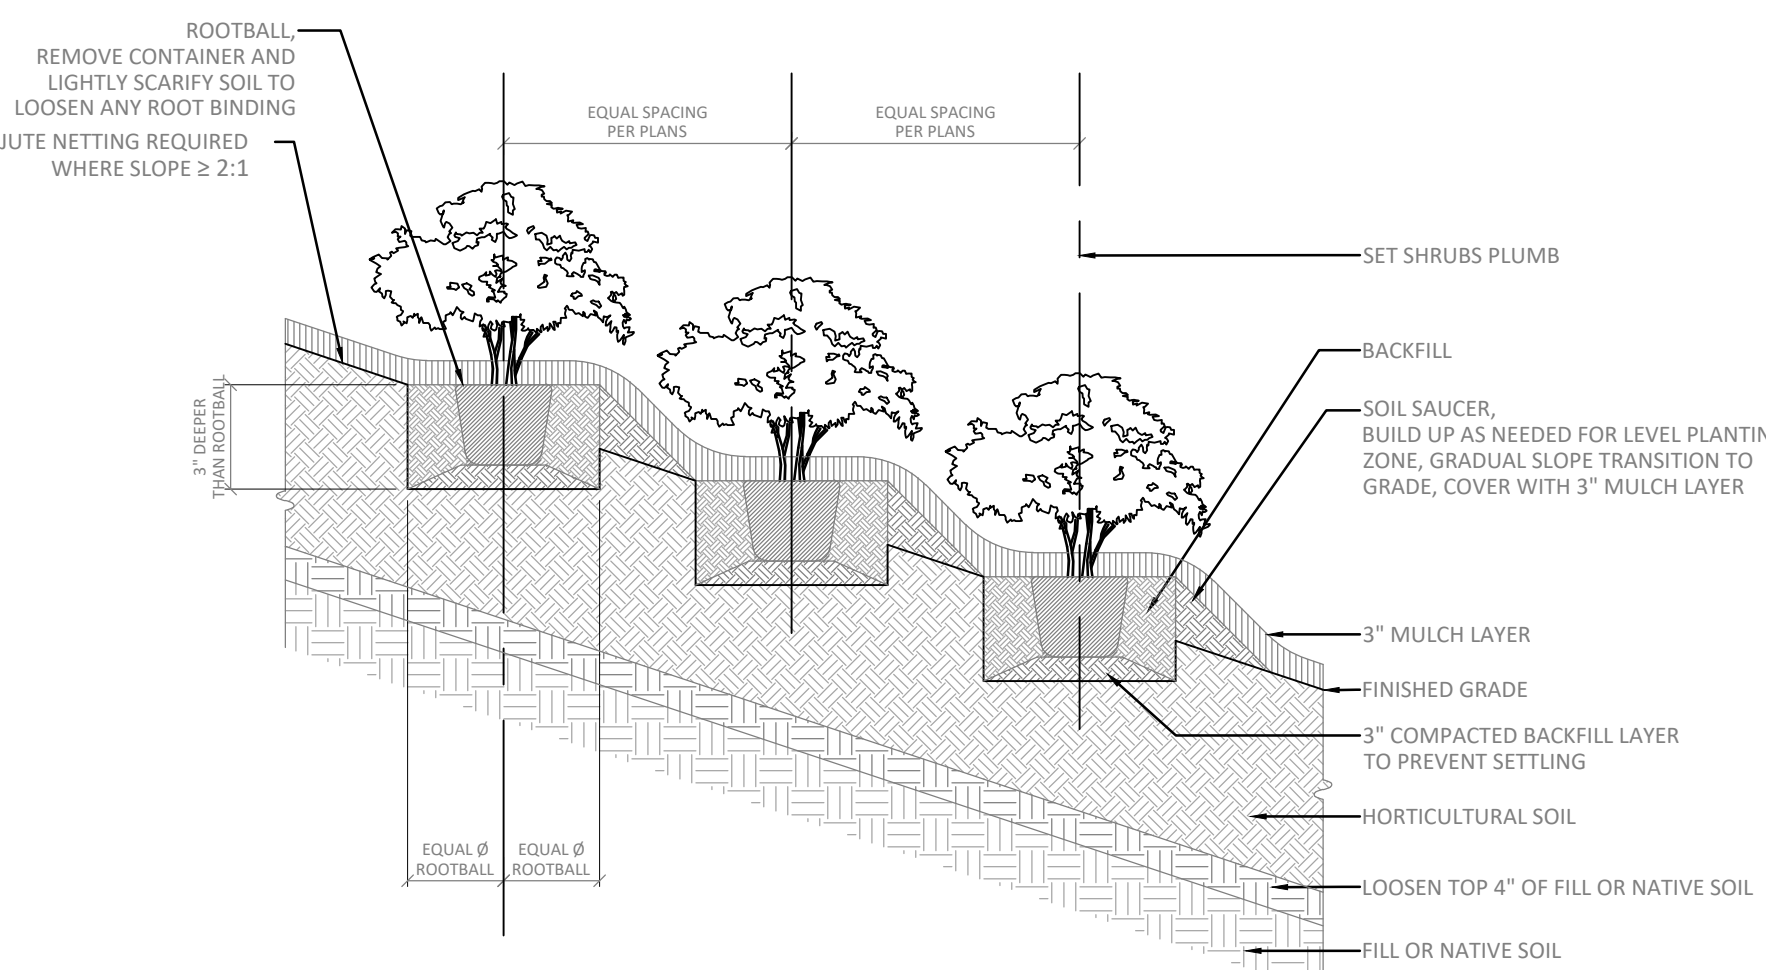 ROOTBALL,
REMOVE CONTAINER AND
LIGHTLY SCARIFY SOIL TO
LOOSEN ANY ROOT BINDING
JUTE NETTING REQUIRED
WHERE SLOPE ≥ 2:1
EQUAL SPACING
PER PLANS
EQUAL SPACING
PER PLANS
SET SHRUBS PLUMB
BACKFILL
SOIL SAUCER,
BUILD UP AS NEEDED FOR LEVEL PLANTIN
ZONE, GRADUAL SLOPE TRANSITION TO
GRADE, COVER WITH 3" MULCH LAYER
3" DEEPER
THAN ROOTBALL
3" MULCH LAYER
FINISHED GRADE
3" COMPACTED BACKFILL LAYER
TO PREVENT SETTLING
HORTICULTURAL SOIL
EQUAL Ø
ROOTBALL
EQUAL Ø
ROOTBALL
LOOSEN TOP 4" OF FILL OR NATIVE SOIL
FILL OR NATIVE SOIL